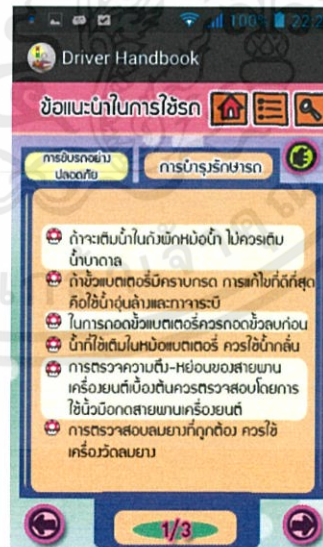 100% 22:2
Driver Handbook
ข้อแนะนำในการใช้รถ
การขับรถอย่าง
ปลอดภัย
การบำรุงรักษารถ
ถ้าจะเติมน้ำในถังพักหม้อน้ำ ไม่ควรเติม
น้ำบาดาล
ถ้าขั้วแบตเตอรี่มีคราบกรด การแก้ไขที่ดีที่สุด
คือใช้น้ำอุ่นล้างและทาจาระบี
ในการถอดขั้วแบตเตอรี่ควรถอดขั้วลบก่อน
น้ำที่ใช้เติมในหม้อแบตเตอรี่ ควรใช้น้ำกลั่น
การตรวจความตึง-หย่อนของสายพาน
เครื่องยนต์เบื้องต้นควรตรวจสอบโดยการ
ใช้นิ้วมือกดสายพานเครื่องยนต์
การตรวจสอบลมยางที่ถูกต้อง ควรใช้
เครื่องวัดลมยาง
1/3